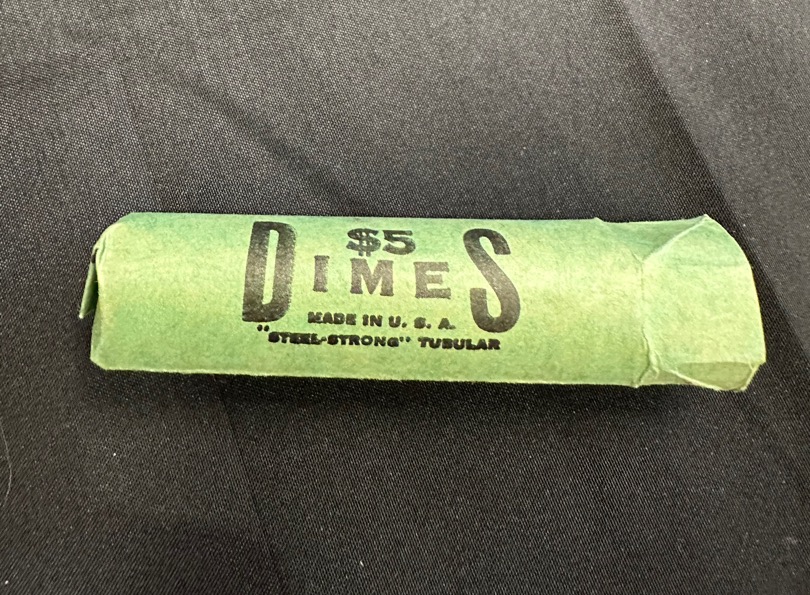 $5
DIMES
MADE IN U. S. A.
"STEEL-STRONG" TUBULAR